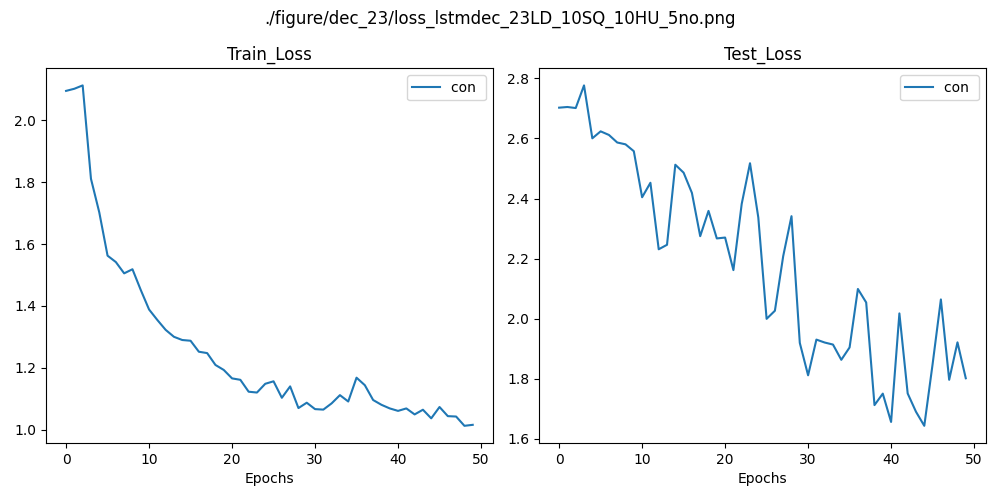 ./figure/dec_23/loss_lstmdec_23LD_10SQ_10HU_5no.png
Train_Loss
con
2.0
1.8
1.6
1.4
1.2
1.0
0 10 20 30 40 50
Epochs
Test_Loss
con
2.8
2.6
2.4
2.2
2.0
1.8
1.6
0 10 20 30 40 50
Epochs